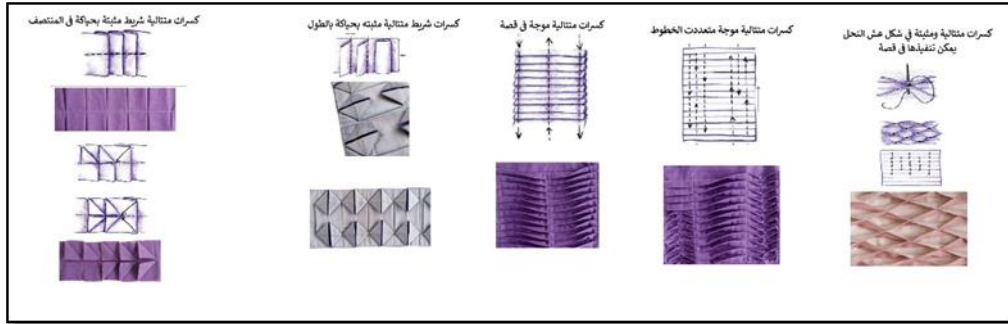 كسرات متتالية ومثبتة في شكل عش النحل
يمكن تنفيذها في قصة
كسرات متتالية موجة متعددت الخطوط
كسرات متتالية موجة في قصة
كسرات شريط متتالية مثبته بحياكة بالطول
كسرات متتالية شريط مثبتة بحياكة في المنتصف